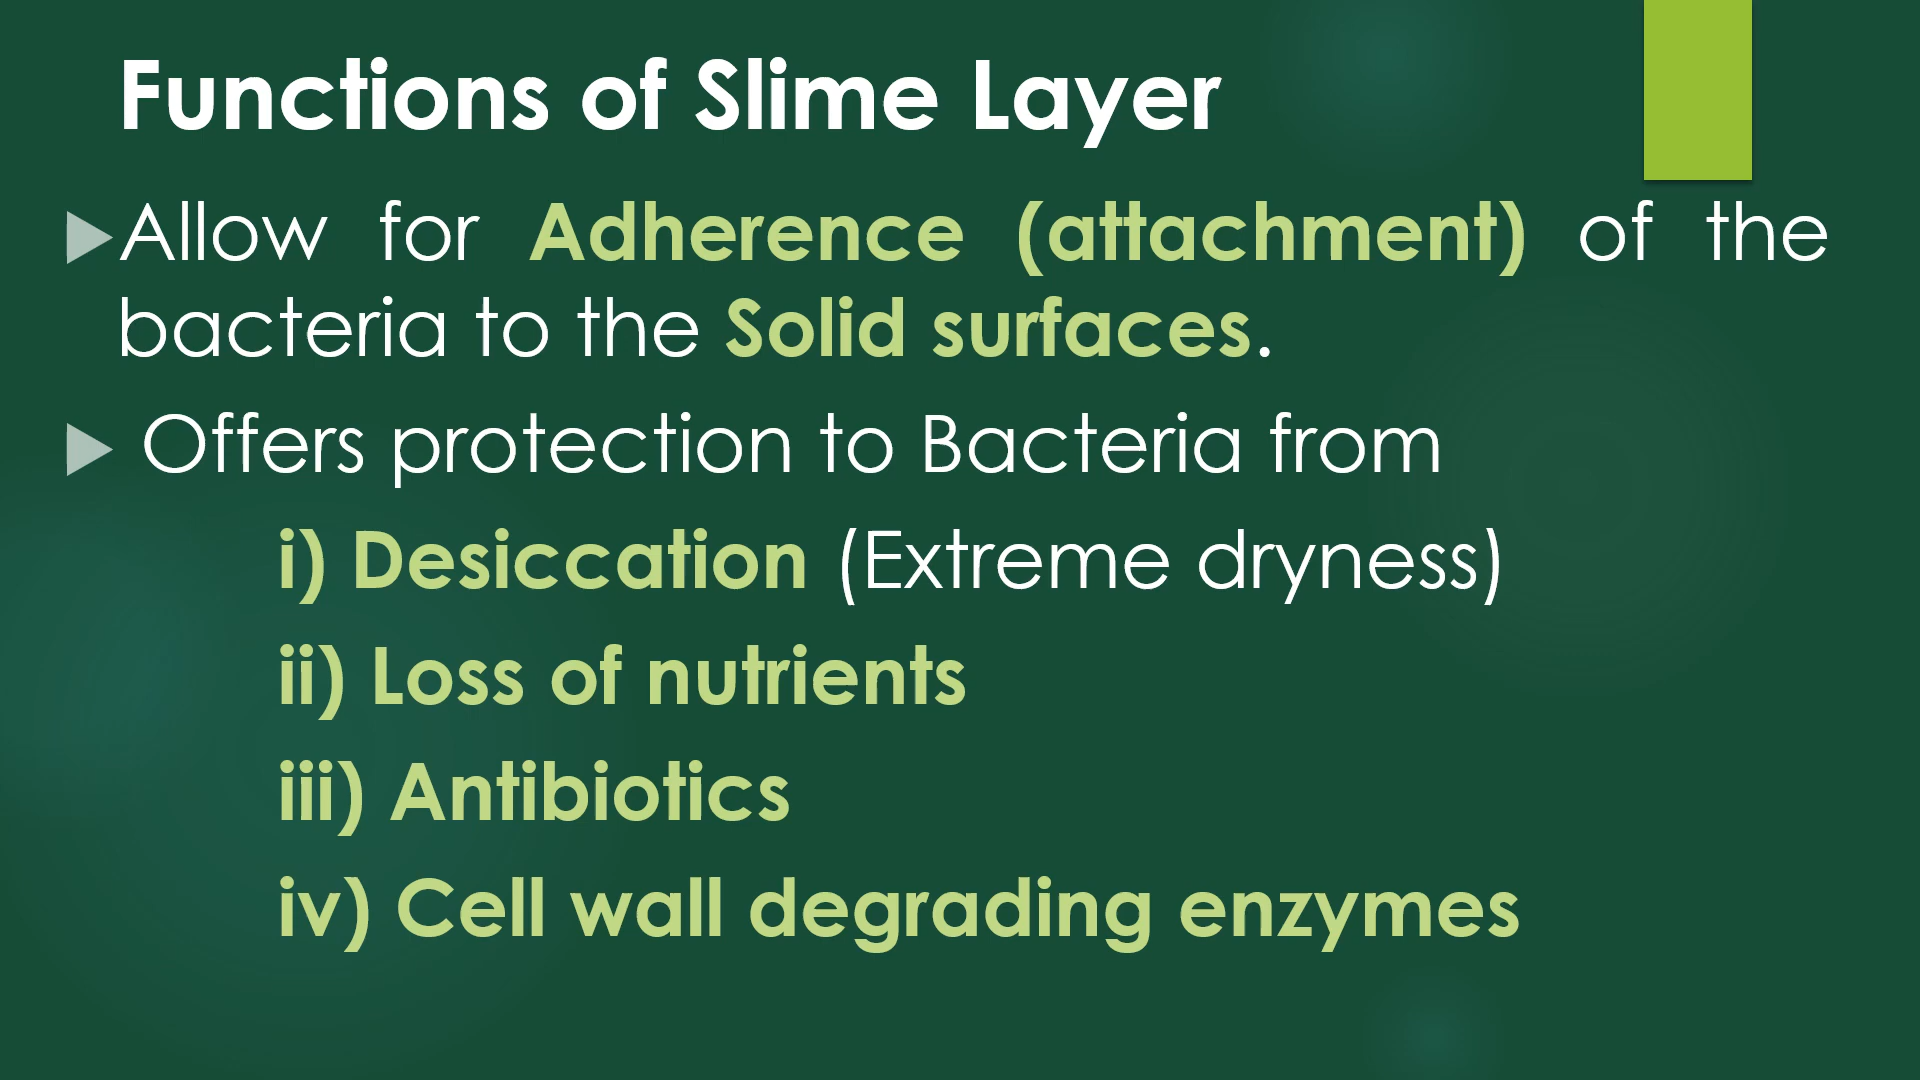 Functions of Slime Layer
Allow for Adherence (attachment) of the
bacteria to the Solid surfaces.
Offers protection to Bacteria from
i) Desiccation (Extreme dryness)
ii) Loss of nutrients
iii) Antibiotics
iv) Cell wall degrading enzymes